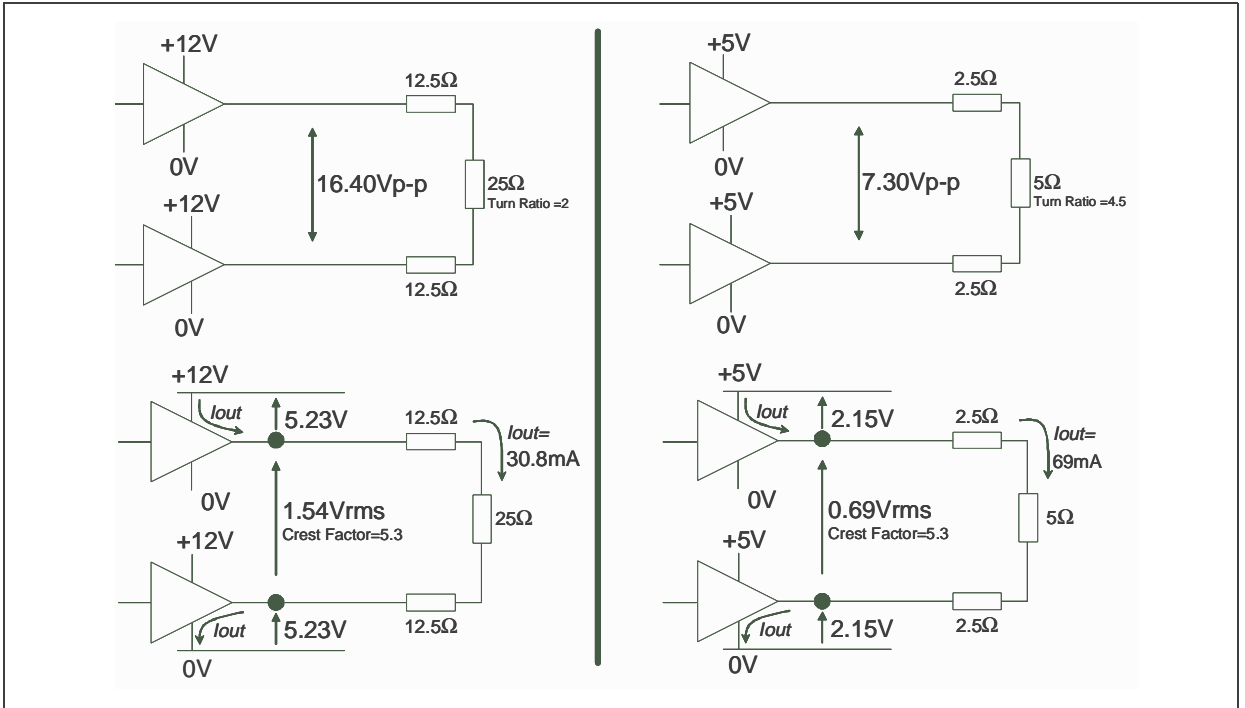 +12V
12.5Ω
0V
16.40Vp-p
25Ω
Turn Ratio =2
+12V
12.5Ω
0V
+5V
2.5Ω
0V
7.30Vp-p
5Ω
Turn Ratio =4.5
+5V
2.5Ω
0V
+12V
Iout
5.23V
12.5Ω
Iout=
30.8mA
0V
1.54Vrms
Crest Factor=5.3
25Ω
+12V
Iout
5.23V
12.5Ω
0V
+5V
Iout
2.15V
2.5Ω
Iout=
69mA
0V
0.69Vrms
Crest Factor=5.3
5Ω
+5V
Iout
2.15V
2.5Ω
0V